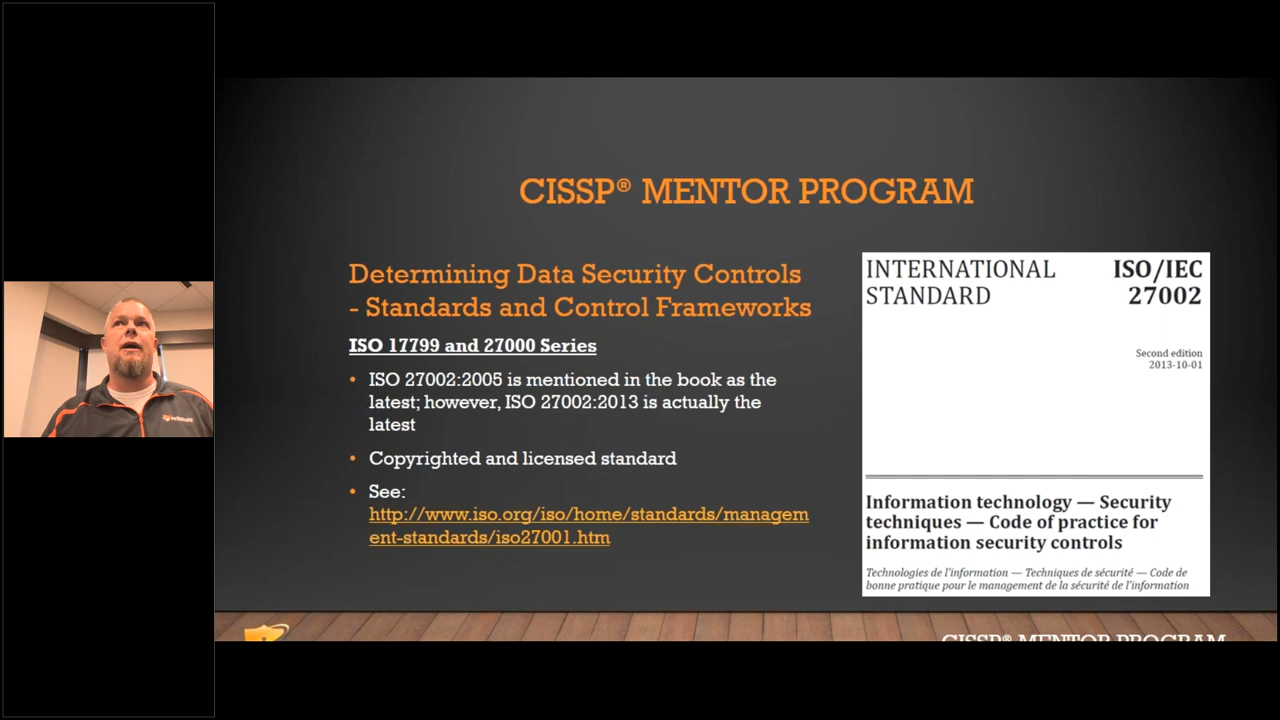 CISSP® MENTOR PROGRAM
Determining Data Security Controls
- Standards and Control Frameworks
ISO 17799 and 27000 Series
• ISO 27002:2005 is mentioned in the book as the
latest; however, ISO 27002:2013 is actually the
latest
• Copyrighted and licensed standard
• See:
http://www.iso.org/iso/home/standards/managem
ent-standards/iso27001.htm
INTERNATIONAL
STANDARD
ISO/IEC
27002
Second edition
2013-10-01
Information technology — Security
techniques — Code of practice for
information security controls
Technologies de l'information — Techniques de sécurité — Code de
bonne pratique pour le management de la sécurité de l'information
CISSP® MENTOR PROGRAM